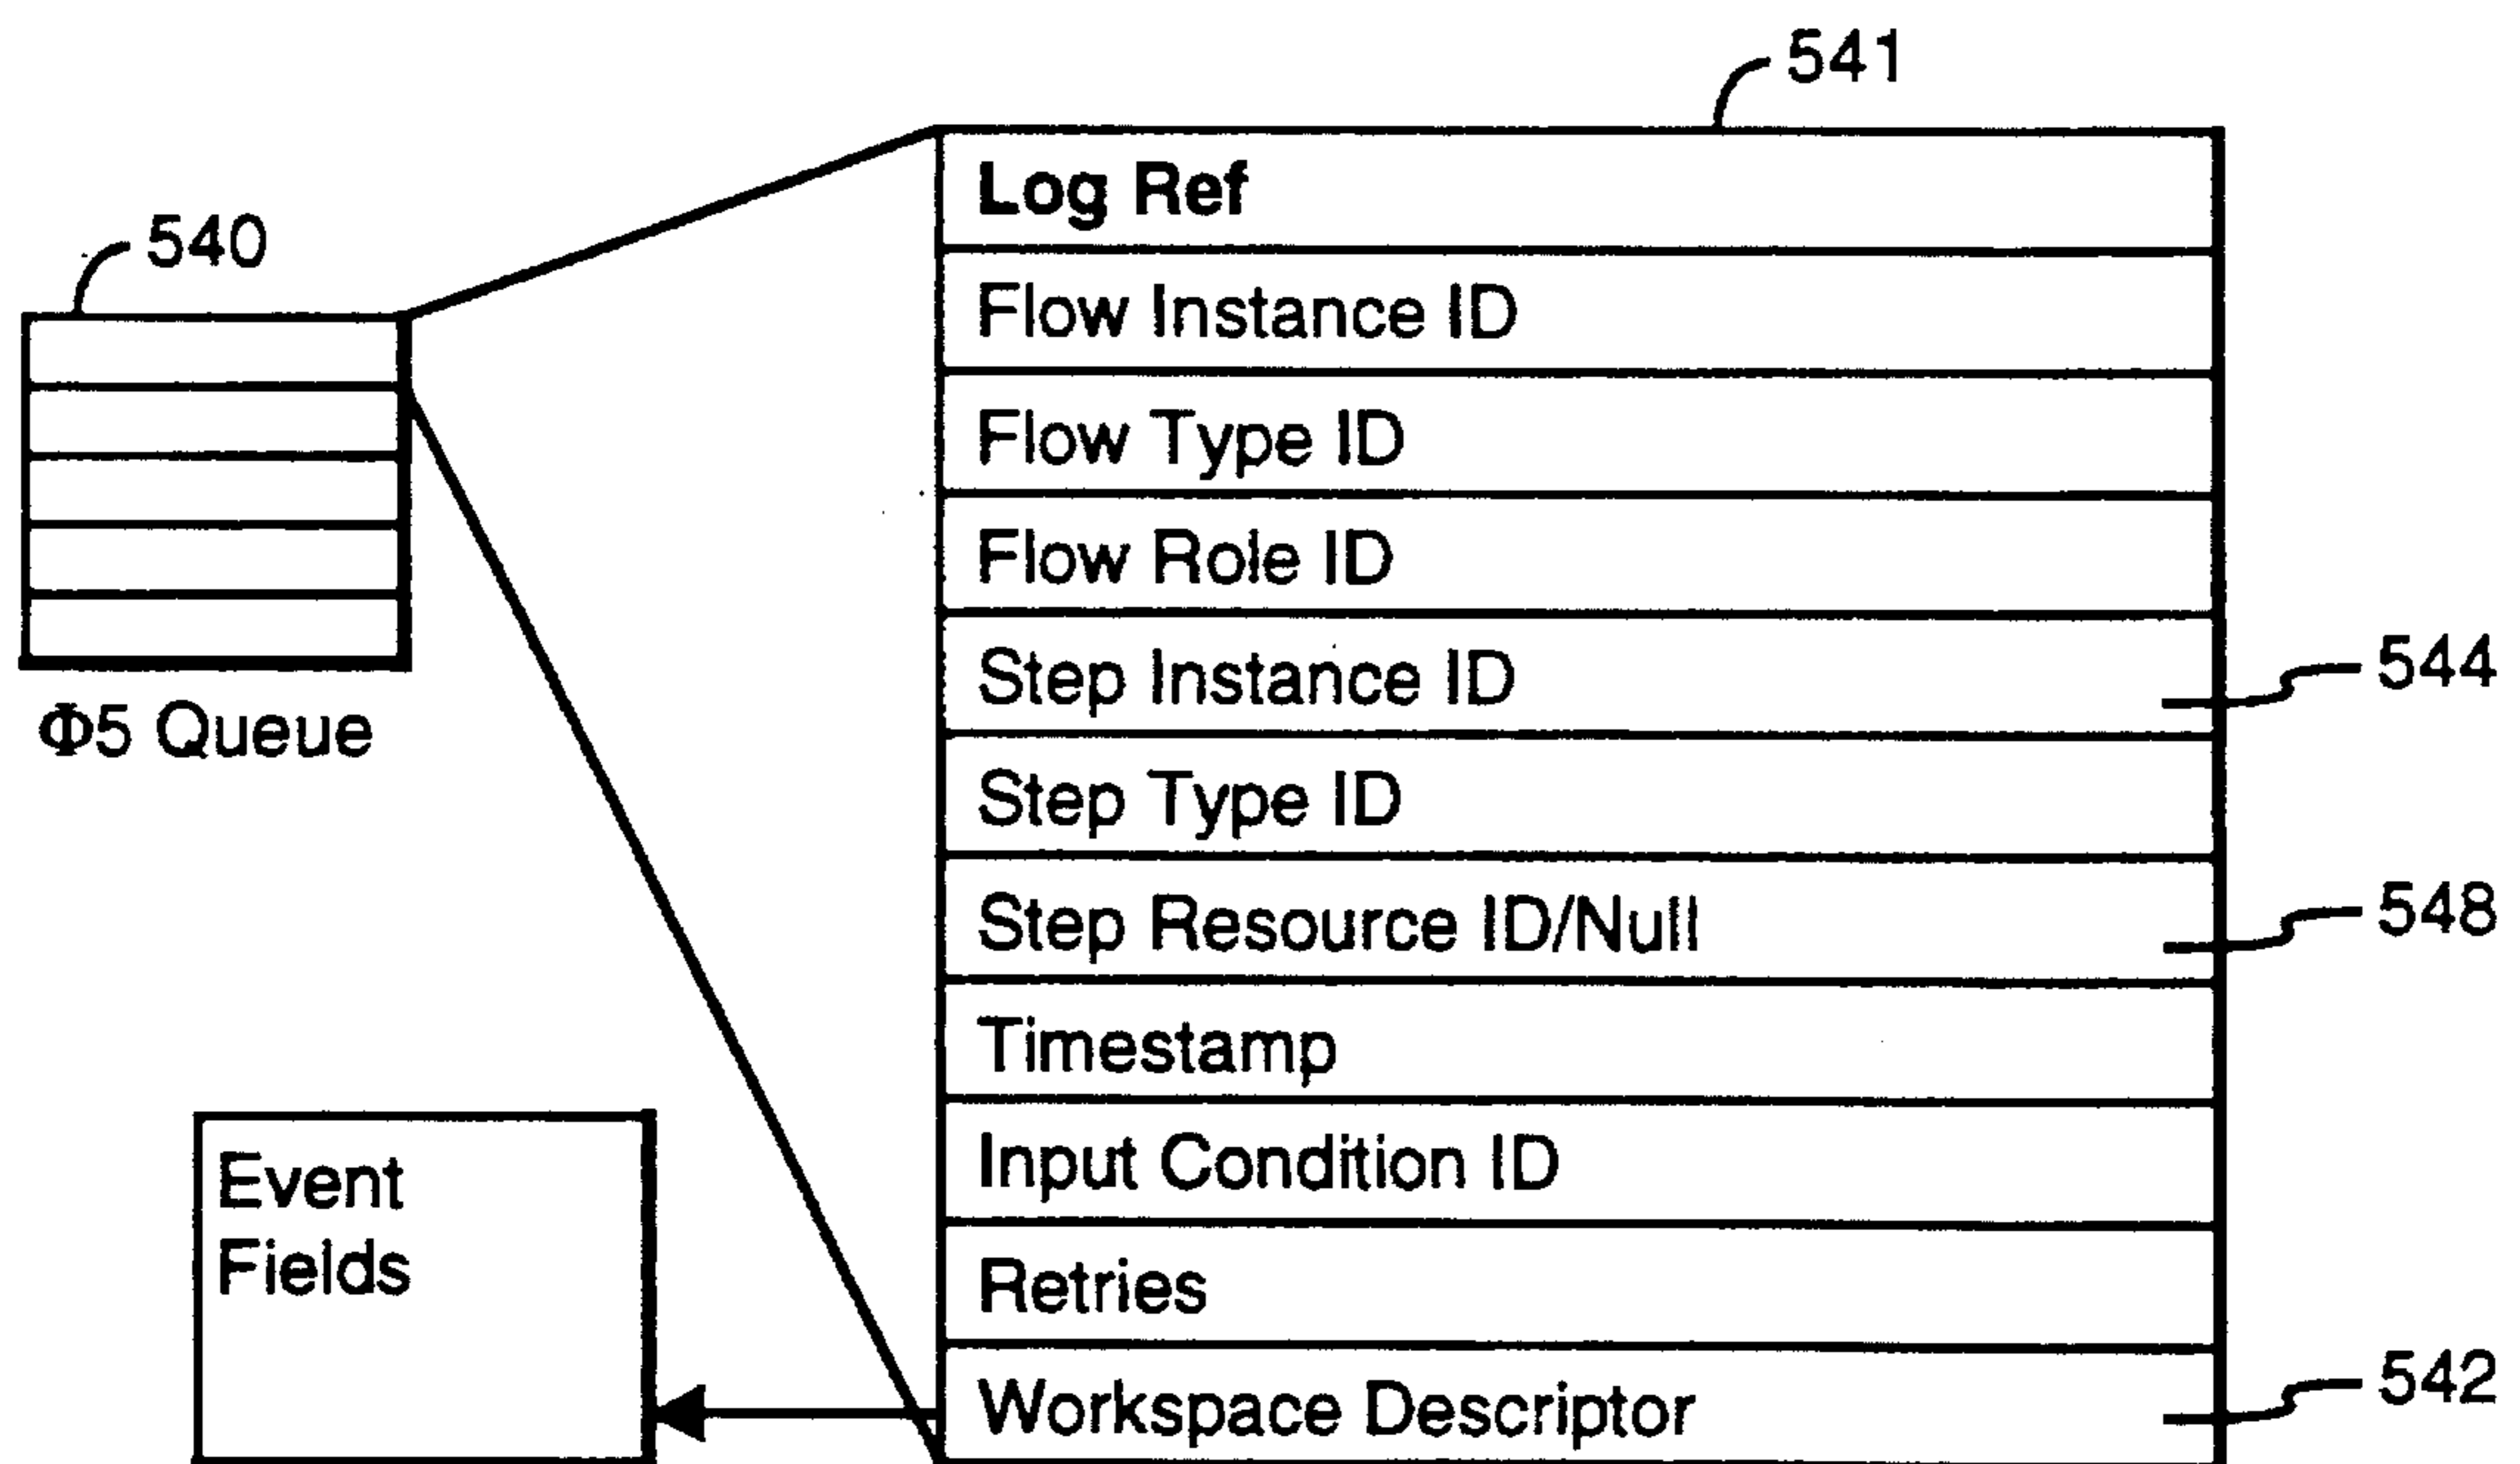 541
Log Ref
540
Flow Instance ID
Flow Type ID
Flow Role ID
Step Instance ID
544
Φ5 Queue
Step Type ID
Step Resource ID/Null
548
Timestamp
Input Condition ID
Event
Fields
Retries
Workspace Descriptor
542